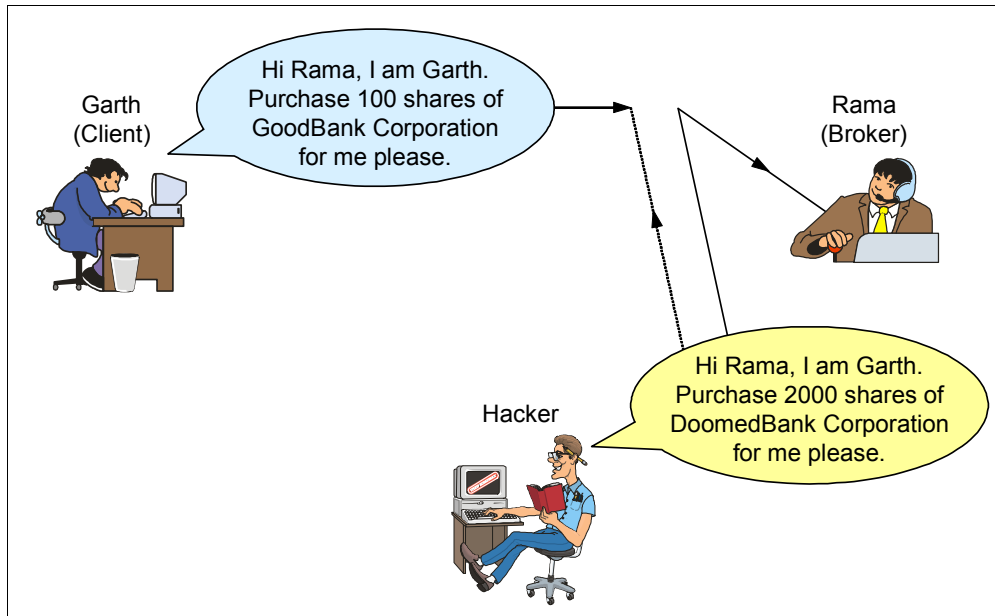 Garth
(Client)
Hi Rama, I am Garth.
Purchase 100 shares of
GoodBank Corporation
for me please.
Rama
(Broker)
Hacker
Hi Rama, I am Garth.
Purchase 2000 shares of
DoomedBank Corporation
for me please.